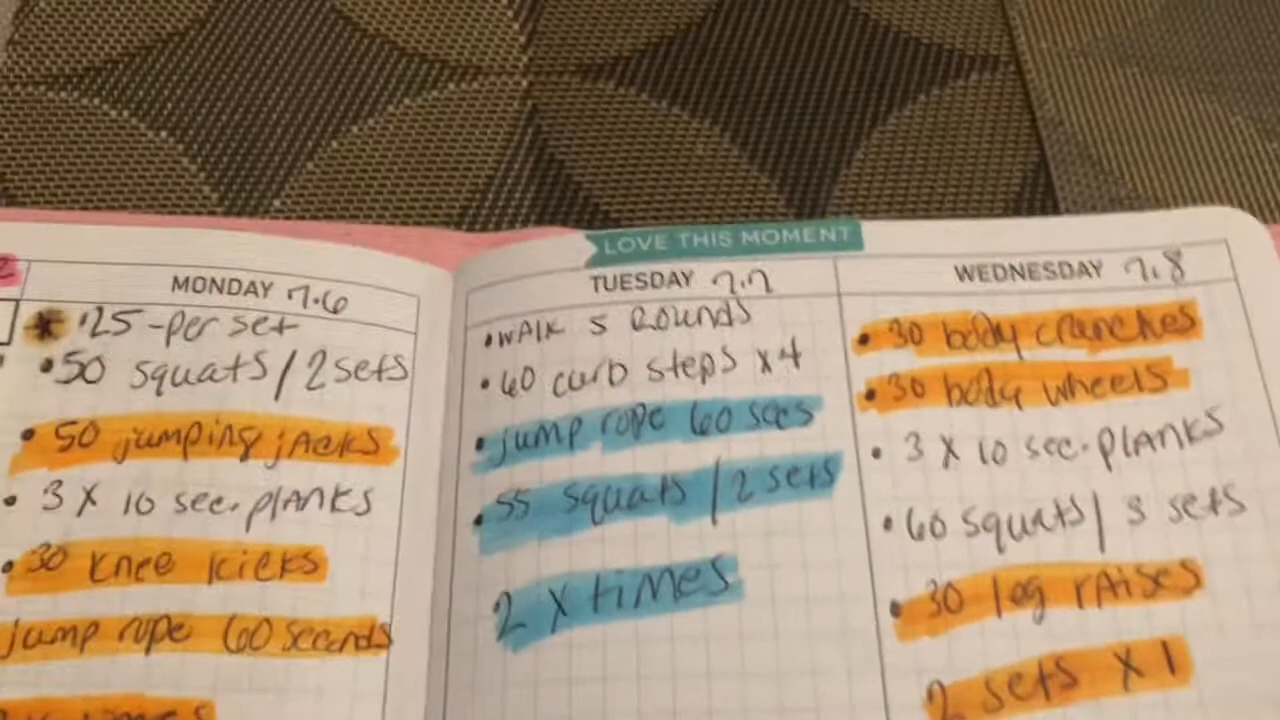 LOVE THIS MOMENT
MONDAY 7.6
* 125-per set
• 50 squats / 2 sets
• 50 jumping jacks
• 3 X 10 sec. planks
• 30 knee kicks
jump rope 60 seconds
TUESDAY 7.7
• walk 5 Rounds
• 60 curb steps x4
• jump rope 60 secs
• 55 squats / 2 sets
2 X times
WEDNESDAY 7.8
• 30 body crunches
• 30 body wheels
• 3 X 10 sec. planks
• 60 squats / 3 sets
• 30 leg raises
2 sets X 1